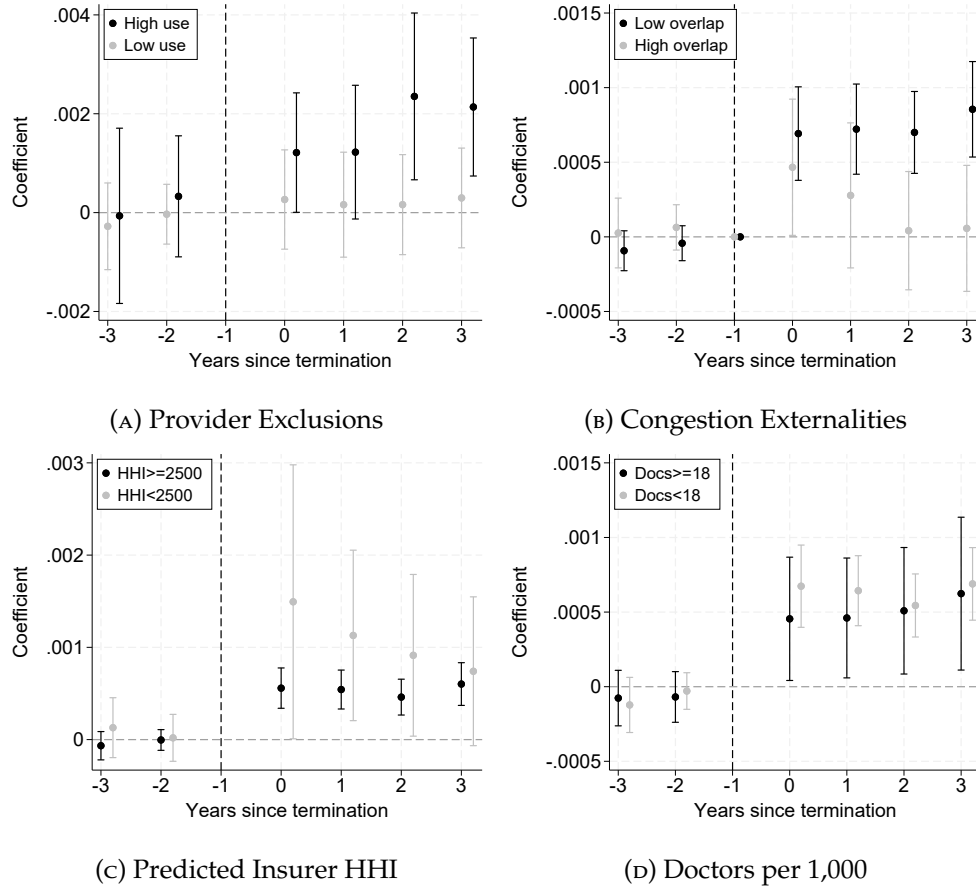 .004
.002
0
-.002
Coefficient
High use
Low use
-3 -2 -1 0 1 2 3
Years since termination
(A) Provider Exclusions
.0015
.001
.0005
0
-.0005
Coefficient
Low overlap
High overlap
-3 -2 -1 0 1 2 3
Years since termination
(B) Congestion Externalities
.003
.002
.001
0
Coefficient
HHI>=2500
HHI<2500
-3 -2 -1 0 1 2 3
Years since termination
(C) Predicted Insurer HHI
.0015
.001
.0005
0
-.0005
Coefficient
Docs>=18
Docs<18
-3 -2 -1 0 1 2 3
Years since termination
(D) Doctors per 1,000